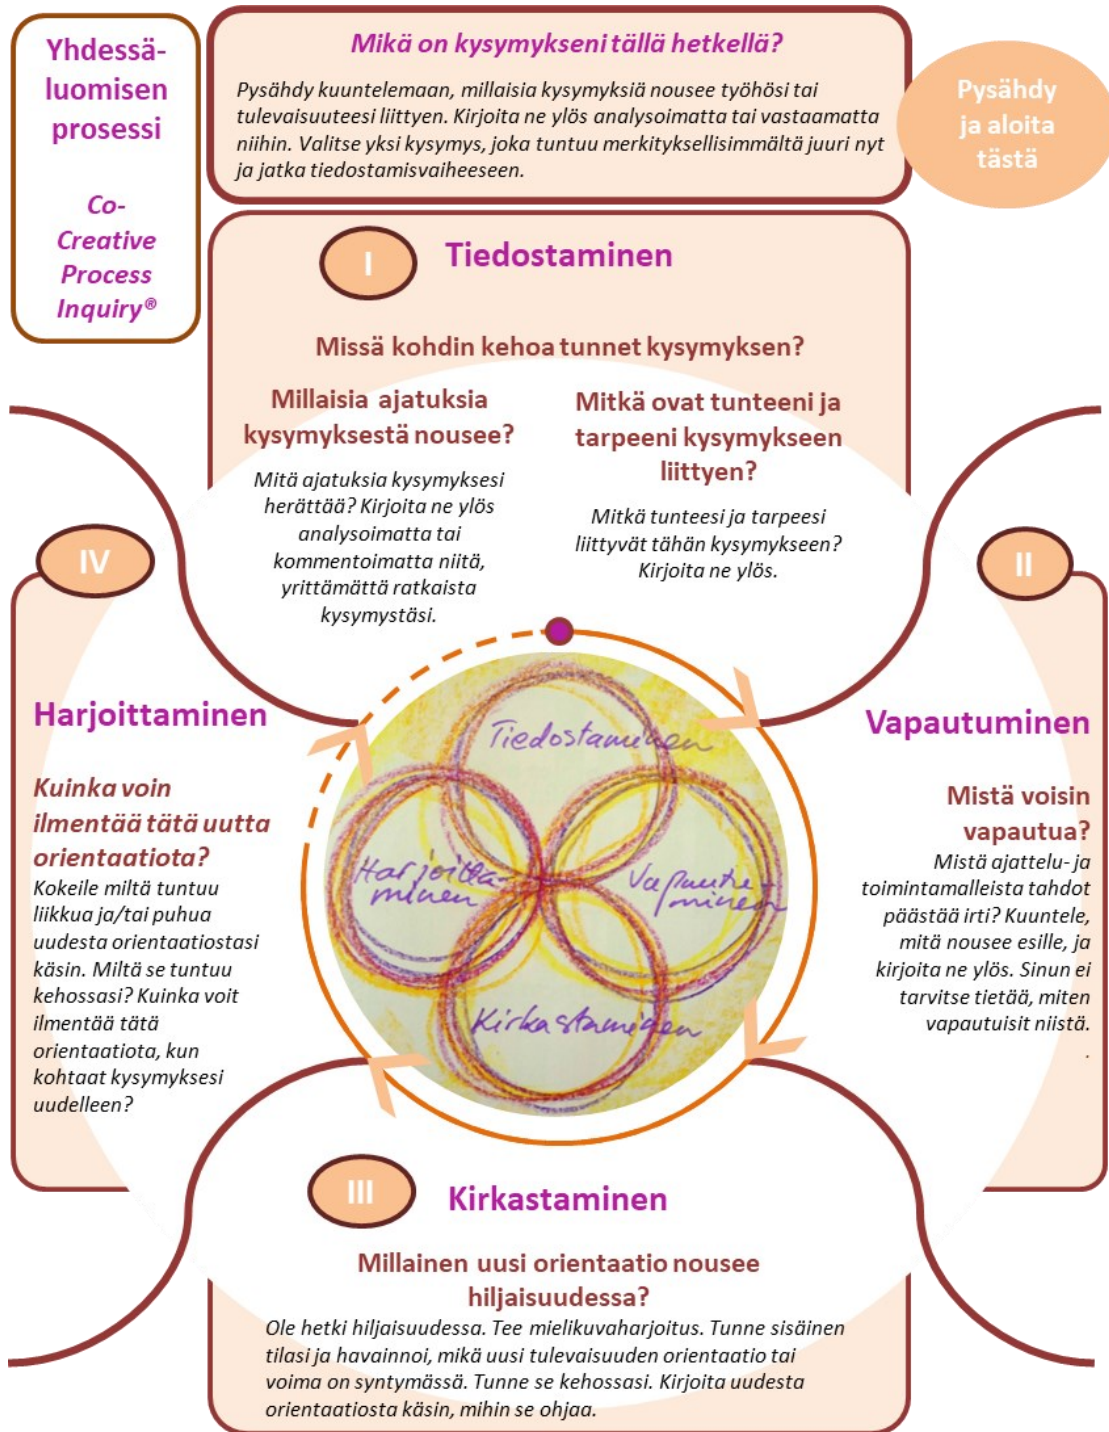 Yhdessä-
luomisen
prosessi
Co-
Creative
Process
Inquiry®
Mikä on kysymykseni tällä hetkellä?
Pysähdy kuuntelemaan, millaisia kysymyksiä nousee työhösi tai
tulevaisuuteesi liittyen. Kirjoita ne ylös analysoimatta tai vastaamatta
niihin. Valitse yksi kysymys, joka tuntuu merkityksellisimmältä juuri nyt
ja jatka tiedostamisvaiheeseen.
Pysähdy
ja aloita
tästä
I
Tiedostaminen
Missä kohdin kehoa tunnet kysymyksen?
Millaisia ajatuksia
kysymyksestä nousee?
Mitä ajatuksia kysymyksesi
herättää? Kirjoita ne ylös
analysoimatta tai
kommentoimatta niitä,
yrittämättä ratkaista
kysymystäsi.
Mitkä ovat tunteeni ja
tarpeeni kysymykseen
liittyen?
Mitkä tunteesi ja tarpeesi
liittyvät tähän kysymykseen?
Kirjoita ne ylös.
II
Vapautuminen
Mistä voisin
vapautua?
Mistä ajattelu- ja
toimintamalleista tahdot
päästää irti? Kuuntele,
mitä nousee esille, ja
kirjoita ne ylös. Sinun ei
tarvitse tietää, miten
vapautuisit niistä.
.
III
Kirkastaminen
Millainen uusi orientaatio nousee
hiljaisuudessa?
Ole hetki hiljaisuudessa. Tee mielikuvaharjoitus. Tunne sisäinen
tilasi ja havainnoi, mikä uusi tulevaisuuden orientaatio tai
voima on syntymässä. Tunne se kehossasi. Kirjoita uudesta
orientaatiosta käsin, mihin se ohjaa.
IV
Harjoittaminen
Kuinka voin
ilmentää tätä uutta
orientaatiota?
Kokeile miltä tuntuu
liikkua ja/tai puhua
uudesta orientaatiostasi
käsin. Miltä se tuntuu
kehossasi? Kuinka voit
ilmentää tätä
orientaatiota, kun
kohtaat kysymyksesi
uudelleen?
Tiedostaminen
Harjoitta-
minen
Vapautu-
minen
Kirkastaminen